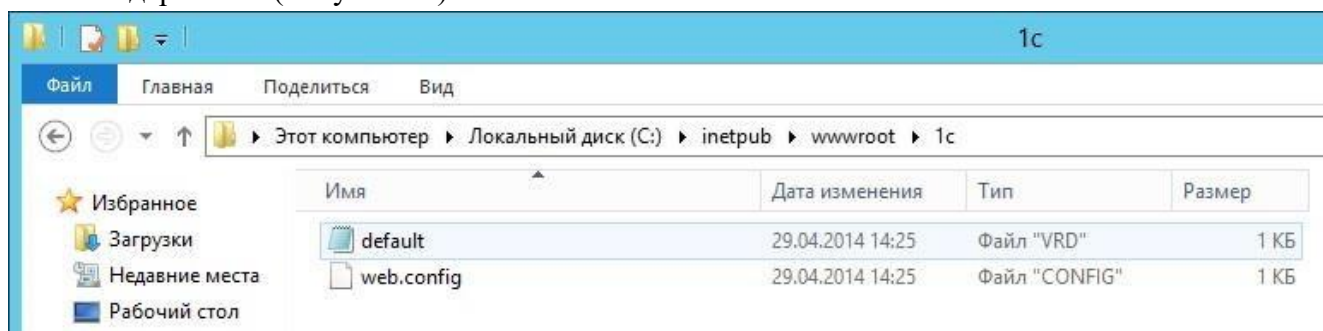 1c
Файл Главная Поделиться Вид
Этот компьютер Локальный диск (C:) inetpub wwwroot 1c
Имя Дата изменения Тип Размер
Избранное
Загрузки default 29.04.2014 14:25 Файл "VRD" 1 КБ
Недавние места web.config 29.04.2014 14:25 Файл "CONFIG" 1 КБ
Рабочий стол